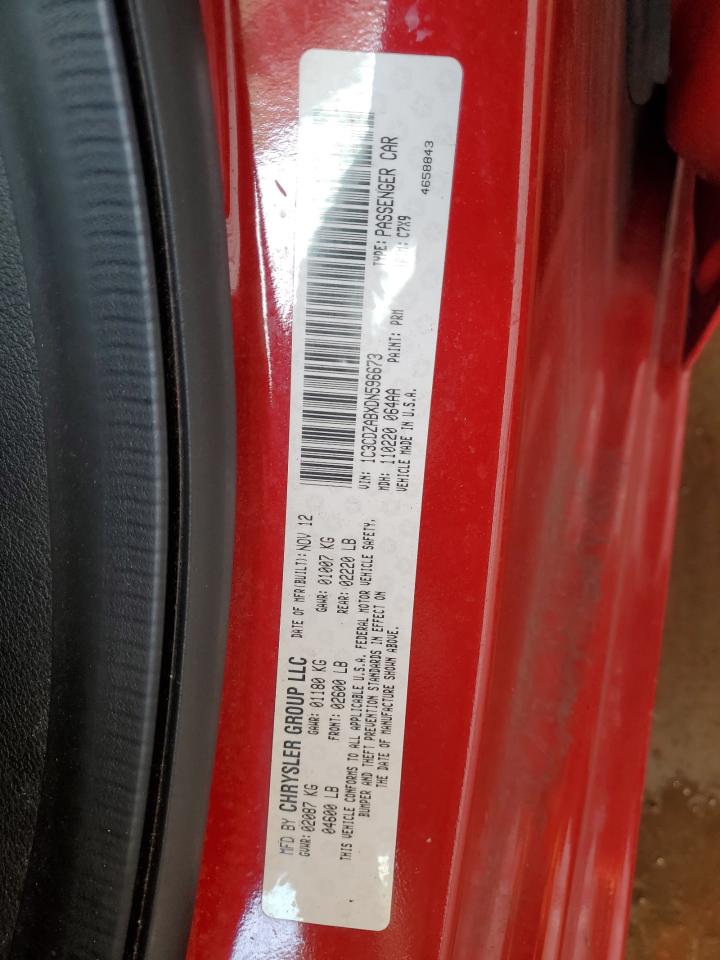 MFD BY CHRYSLER GROUP LLC DATE OF MFR(BUILT): NOV 12
GVWR: 02087 KG GAWR: 01180 KG GAWR: 01007 KG
04600 LB FRONT: 02600 LB REAR: 02220 LB
THIS VEHICLE CONFORMS TO ALL APPLICABLE U.S.A. FEDERAL MOTOR VEHICLE SAFETY,
BUMPER AND THEFT PREVENTION STANDARDS IN EFFECT ON
THE DATE OF MANUFACTURE SHOWN ABOVE.
VIN: 1C3CDZABXDN596673 TYPE: PASSENGER CAR
MDH: 110220 064AA PAINT: PRM C7X9
VEHICLE MADE IN U.S.A.
4658843